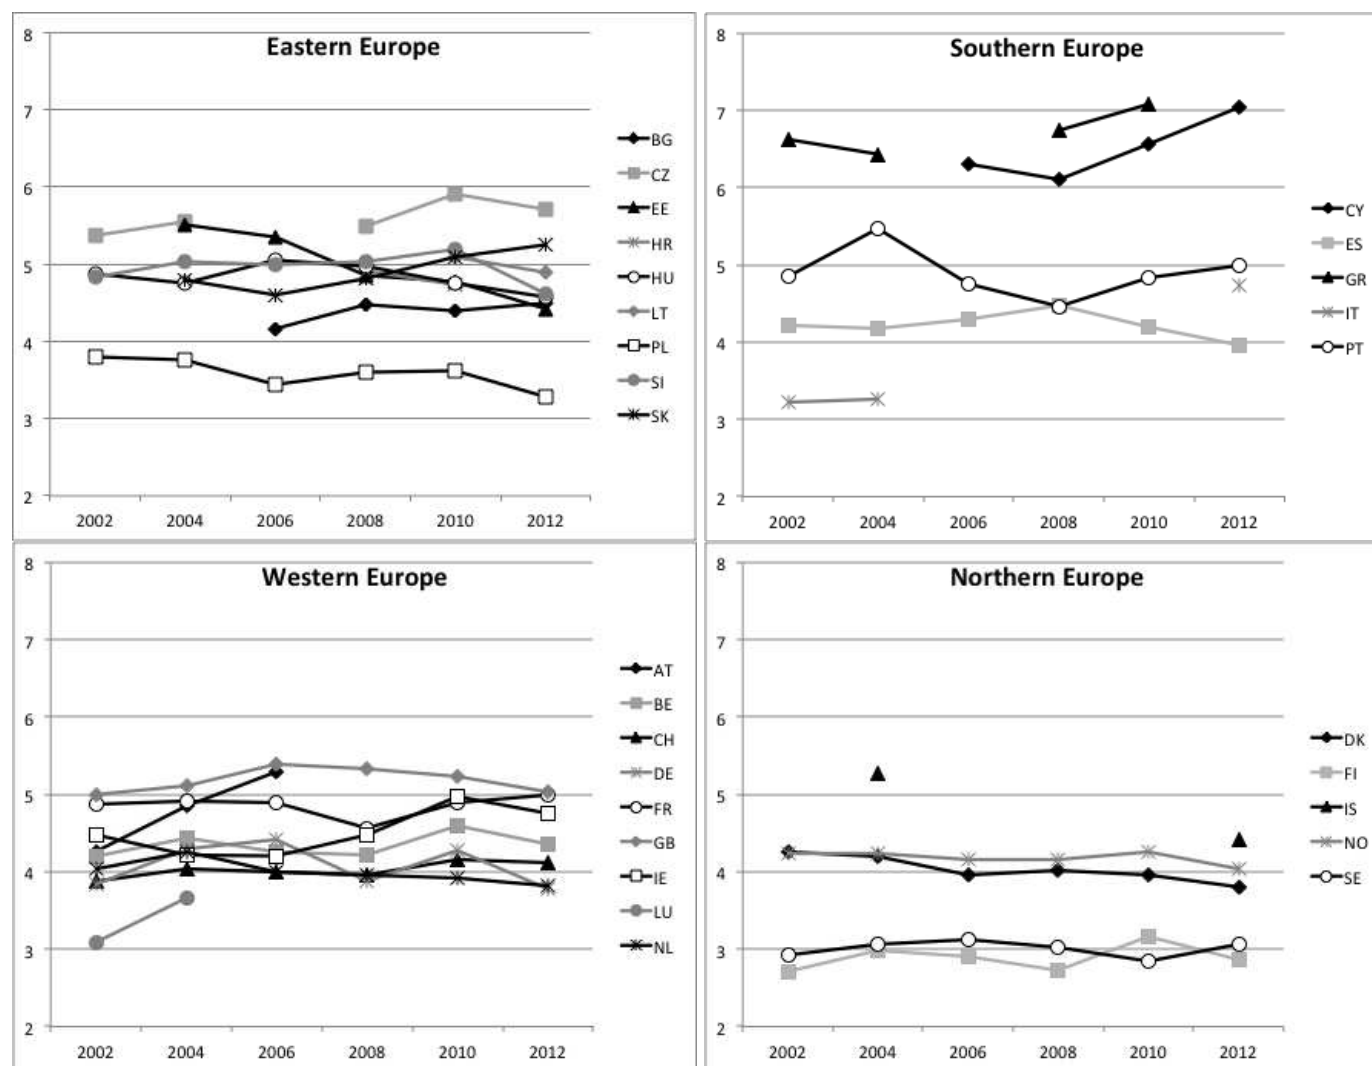 Eastern Europe
8
7
6
5
4
3
2
2002 2004 2006 2008 2010 2012
BG
CZ
EE
HR
HU
LT
PL
SI
SK
Southern Europe
8
7
6
5
4
3
2
2002 2004 2006 2008 2010 2012
CY
ES
GR
IT
PT
Western Europe
8
7
6
5
4
3
2
2002 2004 2006 2008 2010 2012
AT
BE
CH
DE
FR
GB
IE
LU
NL
Northern Europe
8
7
6
5
4
3
2
2002 2004 2006 2008 2010 2012
DK
FI
IS
NO
SE